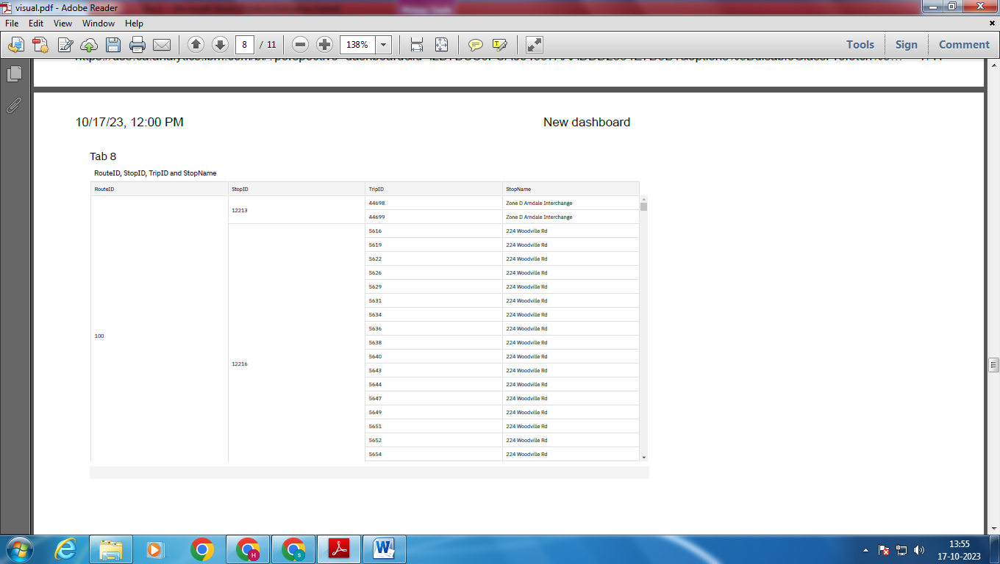 visual.pdf - Adobe Reader
File Edit View Window Help
8 / 11 138% Tools Sign Comment
10/17/23, 12:00 PM New dashboard
Tab 8
RouteID, StopID, TripID and StopName
RouteID StopID TripID StopName
44698 Zone D Arndale Interchange
12213
44699 Zone D Arndale Interchange
5616 224 Woodville Rd
5619 224 Woodville Rd
5622 224 Woodville Rd
5626 224 Woodville Rd
5629 224 Woodville Rd
5631 224 Woodville Rd
5634 224 Woodville Rd
5636 224 Woodville Rd
100
5638 224 Woodville Rd
5640 224 Woodville Rd
12216
5643 224 Woodville Rd
5644 224 Woodville Rd
5647 224 Woodville Rd
5649 224 Woodville Rd
5651 224 Woodville Rd
5652 224 Woodville Rd
5654 224 Woodville Rd
13:55
17-10-2023